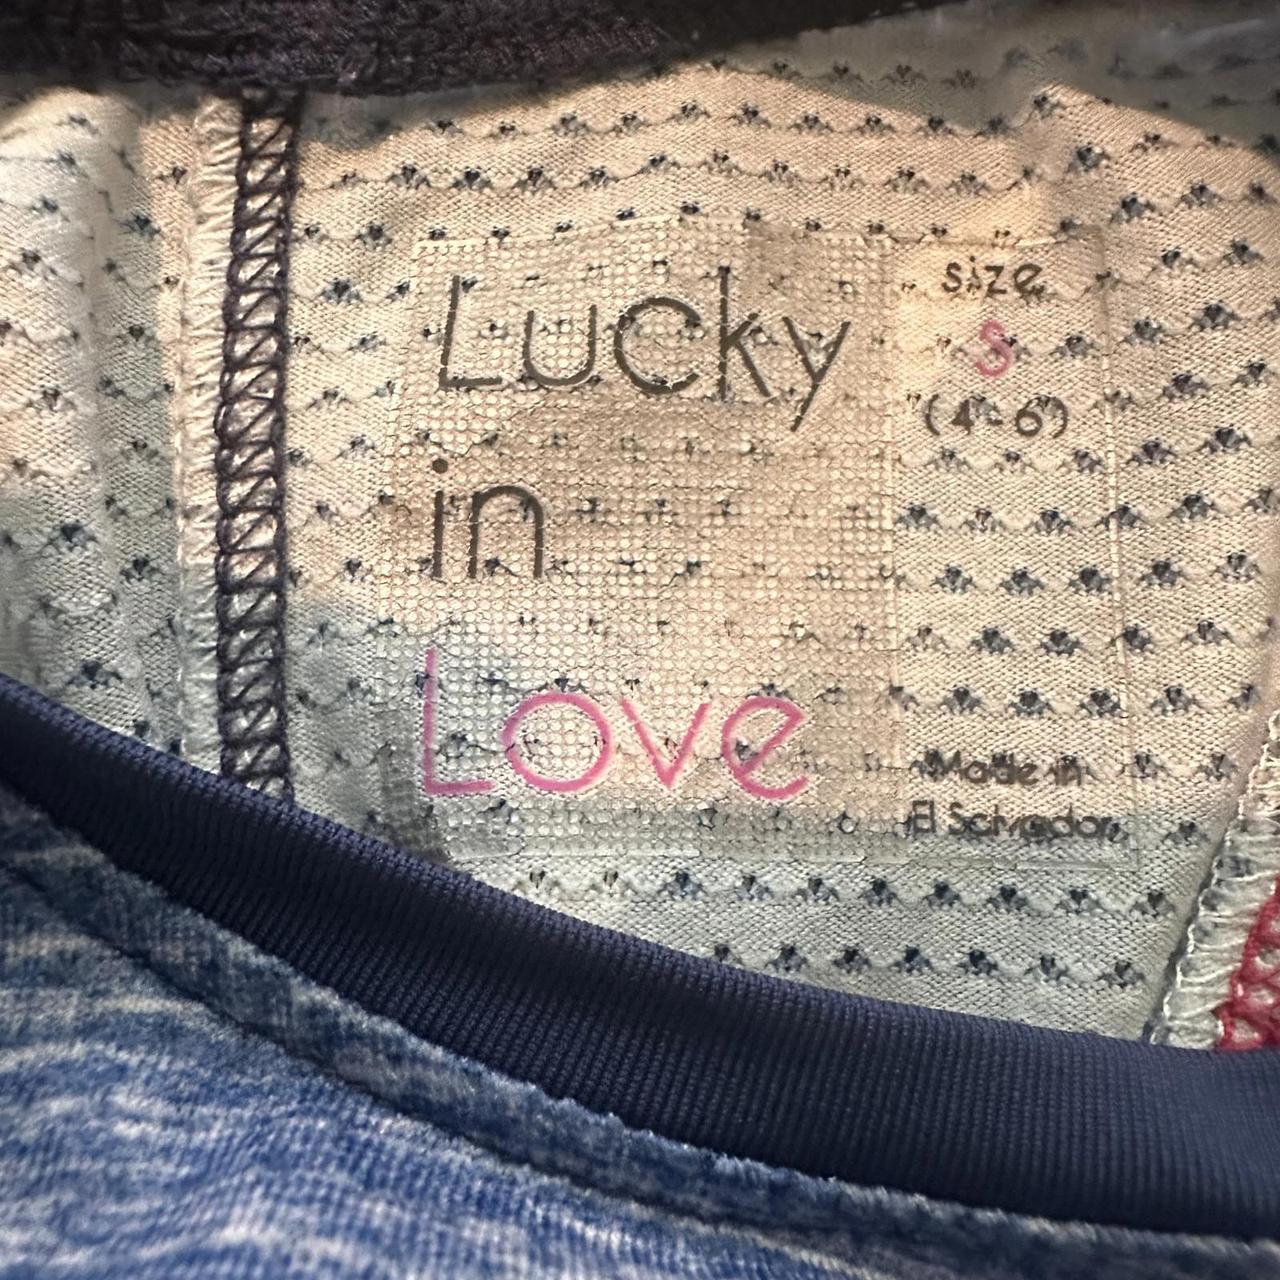 Lucky
in
Love
size
S
(4-6)
Made in
El Salvador